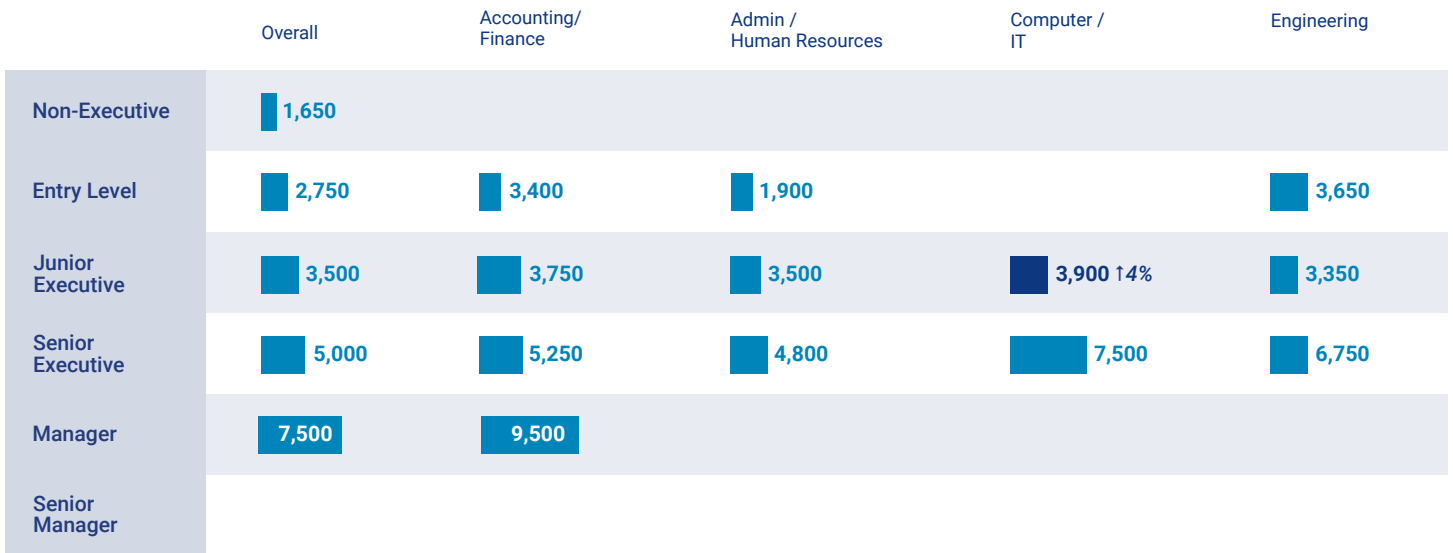 Overall
Accounting/
Finance
Admin /
Human Resources
Computer /
IT
Engineering
Non-Executive
1,650
Entry Level
2,750
3,400
1,900
3,650
Junior
Executive
3,500
3,750
3,500
3,900 ↑4%
3,350
Senior
Executive
5,000
5,250
4,800
7,500
6,750
Manager
7,500
9,500
Senior
Manager